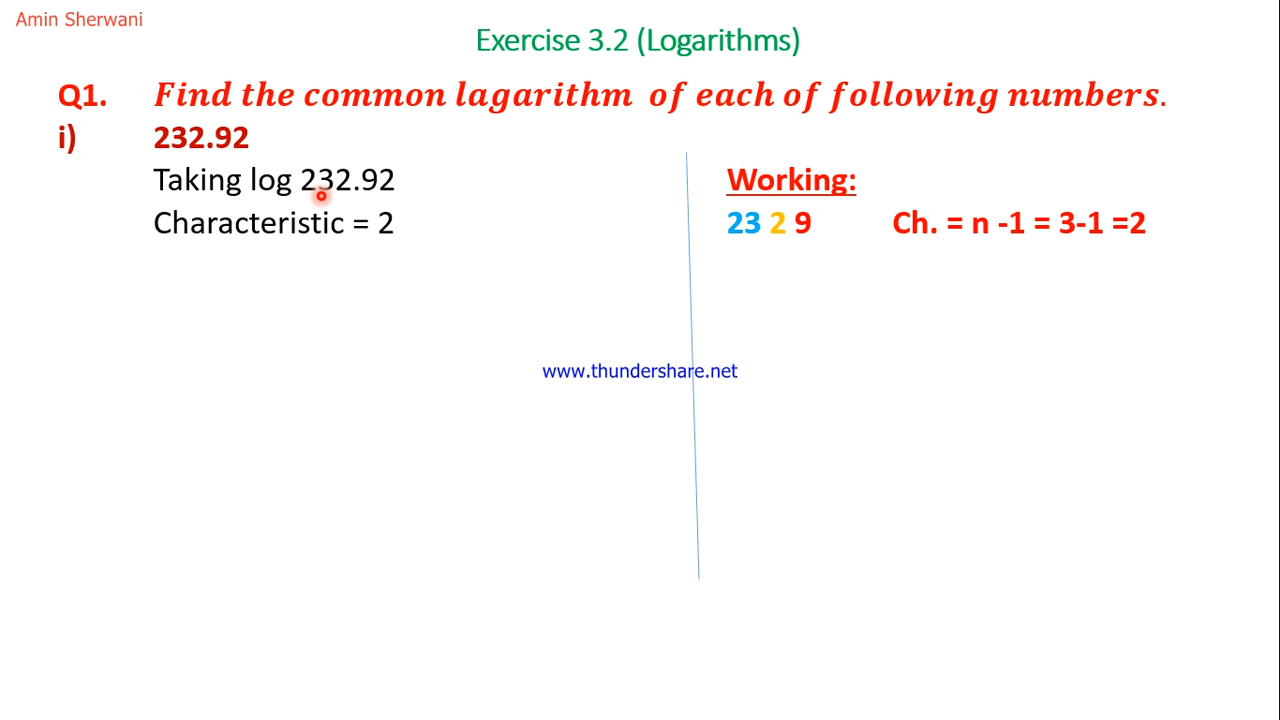 Amin Sherwani
Exercise 3.2 (Logarithms)
Q1. Find the common lagarithm of each of following numbers.
i) 232.92
Taking log 232.92
Characteristic = 2
Working:
23 2 9 Ch. = n -1 = 3-1 =2
www.thundershare.net